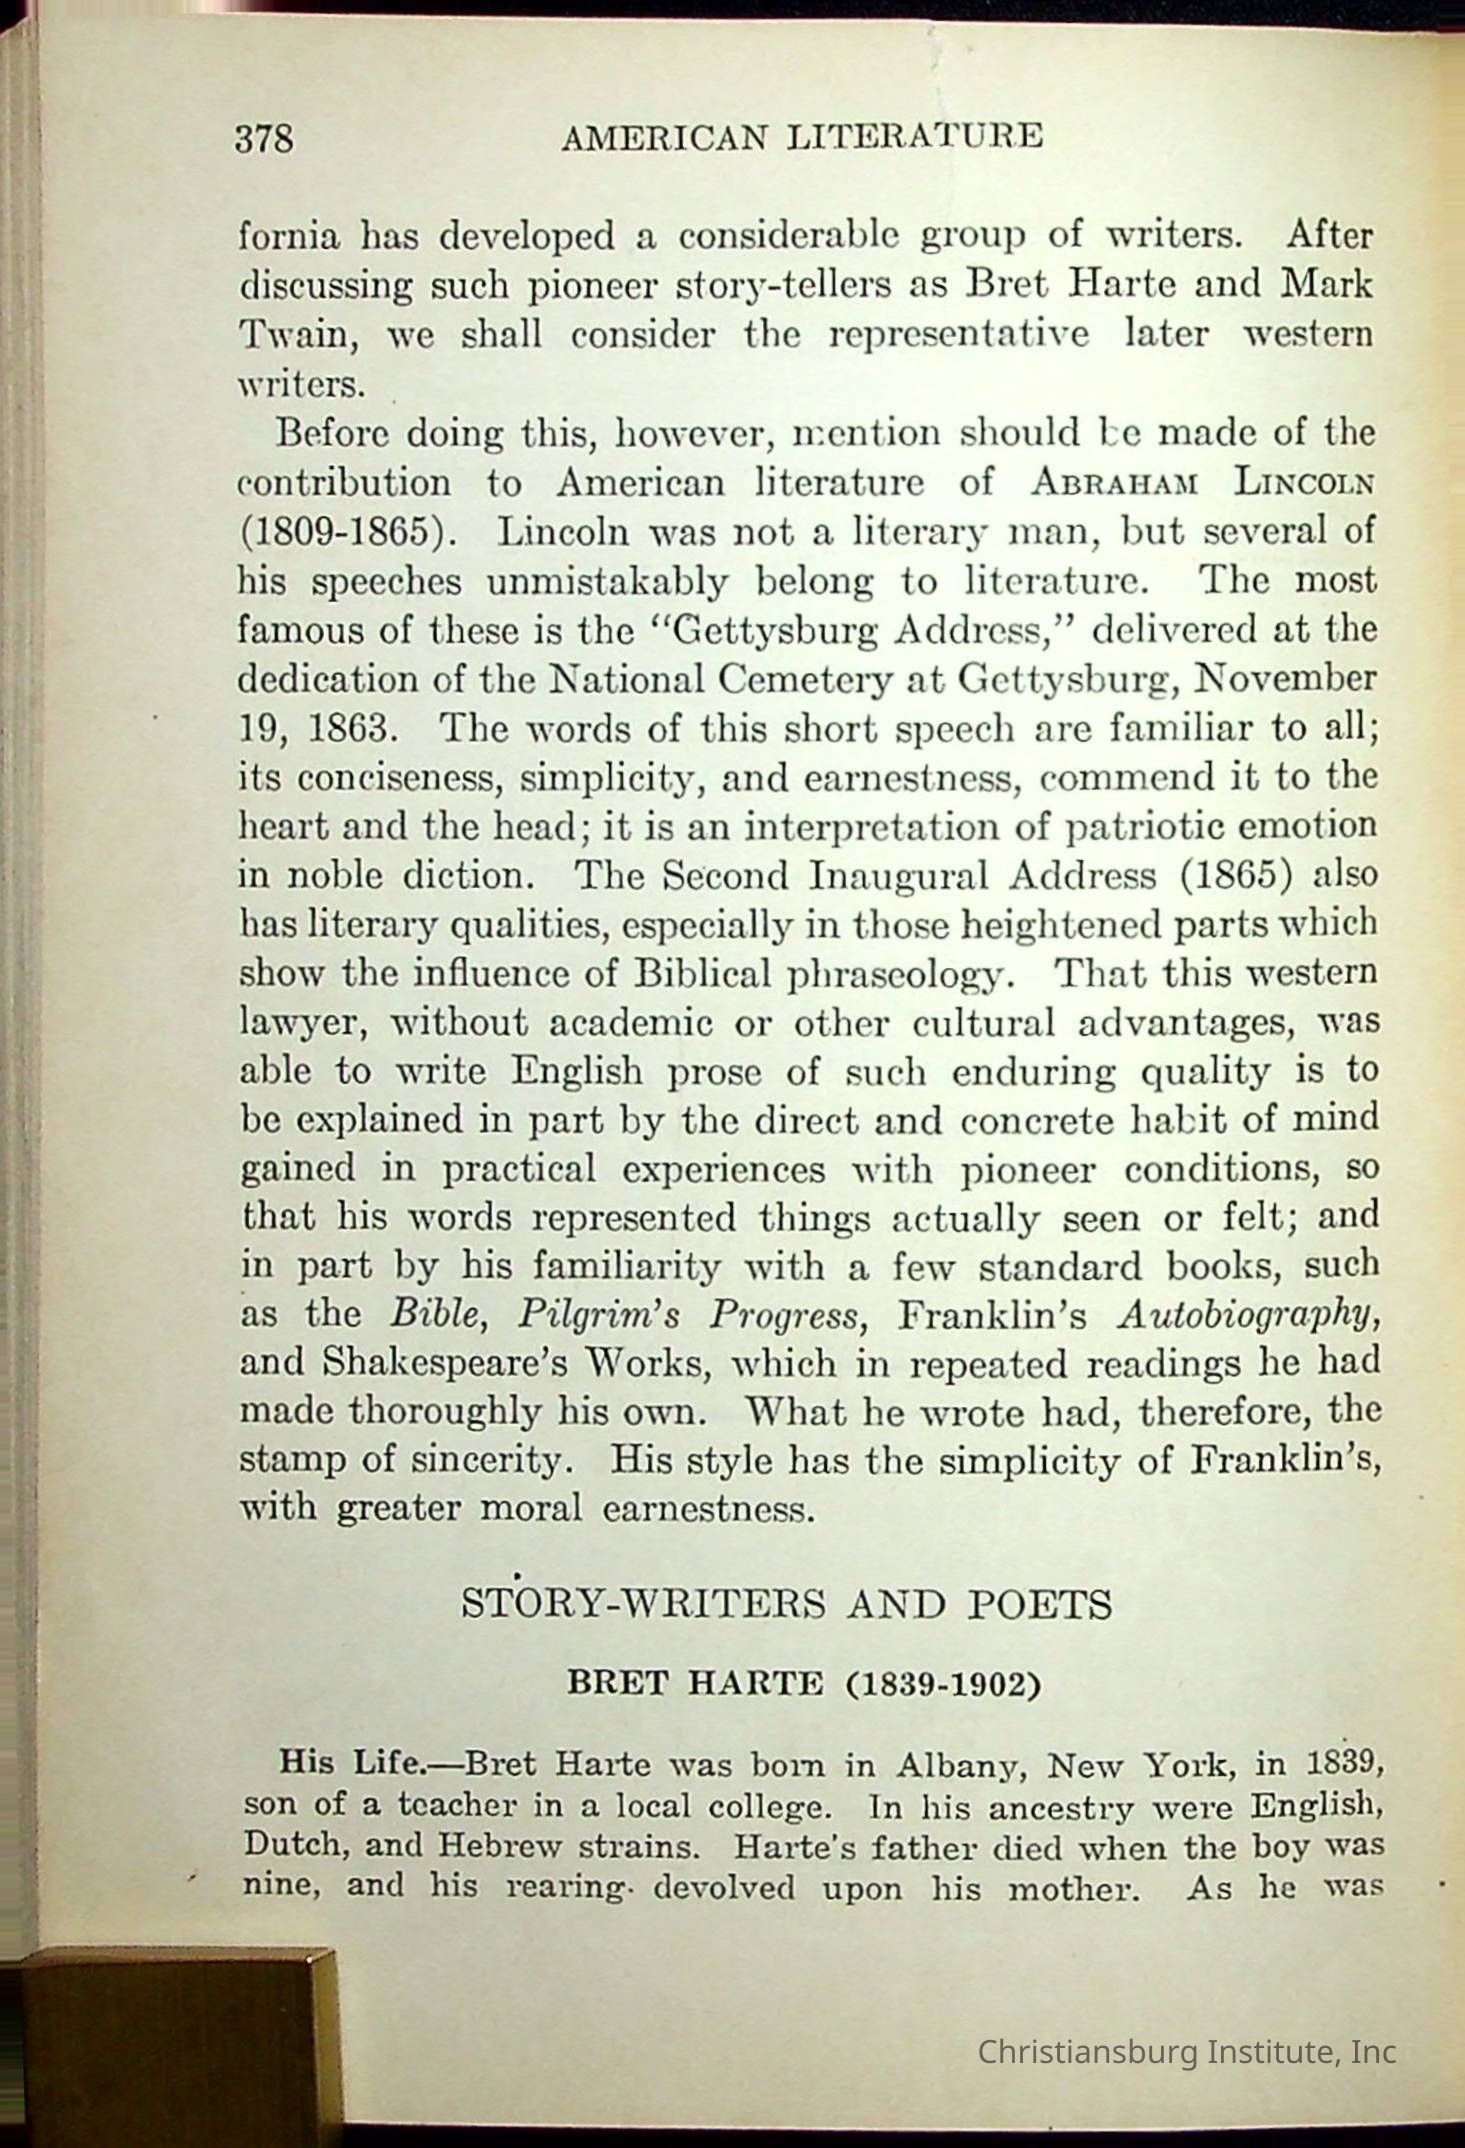 378 AMERICAN LITERATURE
fornia has developed a considerable group of writers. After
discussing such pioneer story-tellers as Bret Harte and Mark
Twain, we shall consider the representative later western
writers.
Before doing this, however, mention should be made of the
contribution to American literature of ABRAHAM LINCOLN
(1809-1865). Lincoln was not a literary man, but several of
his speeches unmistakably belong to literature. The most
famous of these is the “Gettysburg Address,” delivered at the
dedication of the National Cemetery at Gettysburg, November
19, 1863. The words of this short speech are familiar to all;
its conciseness, simplicity, and earnestness, commend it to the
heart and the head; it is an interpretation of patriotic emotion
in noble diction. The Second Inaugural Address (1865) also
has literary qualities, especially in those heightened parts which
show the influence of Biblical phraseology. That this western
lawyer, without academic or other cultural advantages, was
able to write English prose of such enduring quality is to
be explained in part by the direct and concrete habit of mind
gained in practical experiences with pioneer conditions, so
that his words represented things actually seen or felt; and
in part by his familiarity with a few standard books, such
as the Bible, Pilgrim's Progress, Franklin's Autobiography,
and Shakespeare's Works, which in repeated readings he had
made thoroughly his own. What he wrote had, therefore, the
stamp of sincerity. His style has the simplicity of Franklin's,
with greater moral earnestness.
STORY-WRITERS AND POETS
BRET HARTE (1839-1902)
His Life.—Bret Harte was born in Albany, New York, in 1839,
son of a teacher in a local college. In his ancestry were English,
Dutch, and Hebrew strains. Harte's father died when the boy was
nine, and his rearing devolved upon his mother. As he was
Christiansburg Institute, Inc